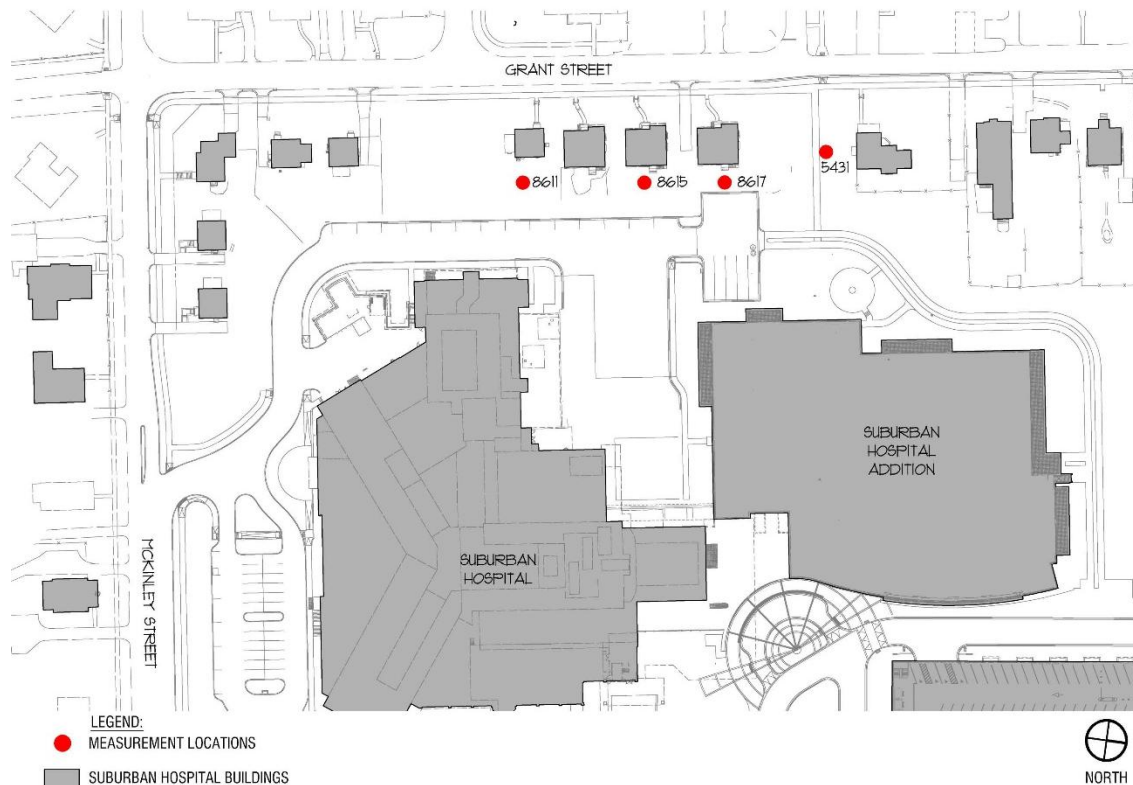 GRANT STREET
8611
8615
8617
5431
SUBURBAN
HOSPITAL
ADDITION
SUBURBAN
HOSPITAL
MCKINLEY STREET
LEGEND:
MEASUREMENT LOCATIONS
SUBURBAN HOSPITAL BUILDINGS
NORTH